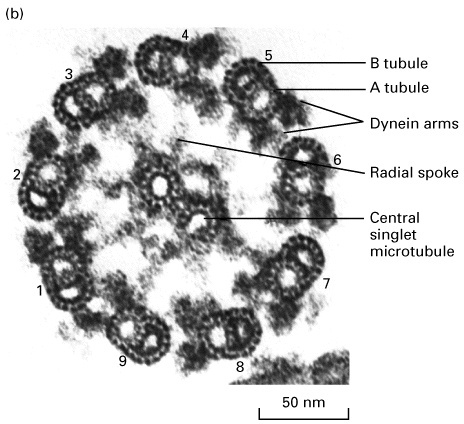 (b)
4
5
3
B tubule
A tubule
Dynein arms
6
2
Radial spoke
Central
singlet
microtubule
1
7
9
8
50 nm